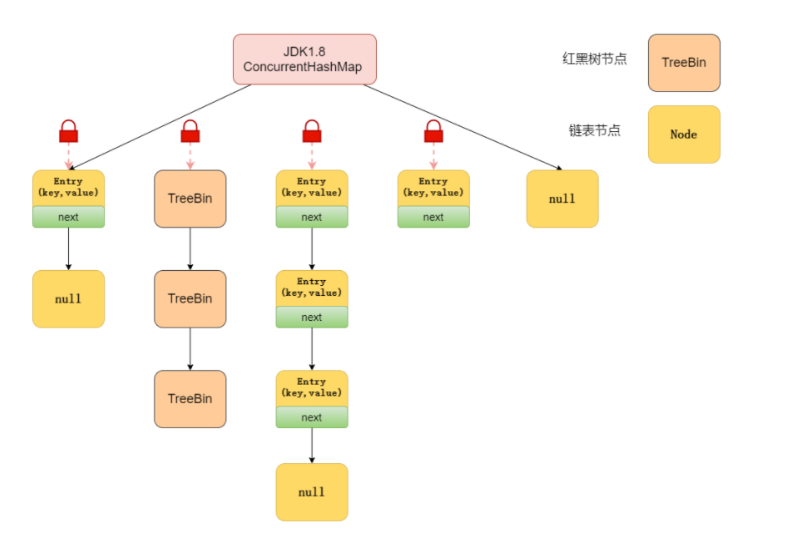 JDK1.8
ConcurrentHashMap
红黑树节点
TreeBin
链表节点
Node
Entry
(key,value)
next
TreeBin
Entry
(key,value)
next
Entry
(key,value)
next
null
null
TreeBin
Entry
(key,value)
next
TreeBin
Entry
(key,value)
next
null